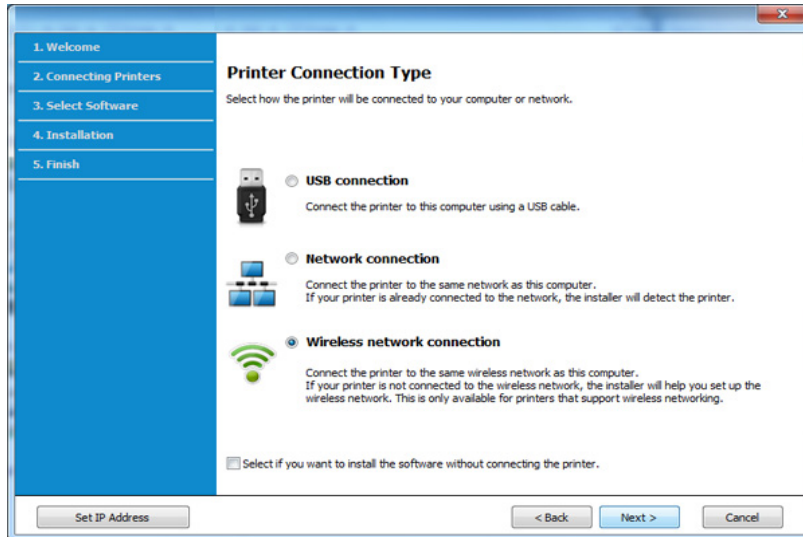 1. Welcome
2. Connecting Printers
3. Select Software
4. Installation
5. Finish
Printer Connection Type
Select how the printer will be connected to your computer or network.
USB connection
Connect the printer to this computer using a USB cable.
Network connection
Connect the printer to the same network as this computer.
If your printer is already connected to the network, the installer will detect the printer.
Wireless network connection
Connect the printer to the same wireless network as this computer.
If your printer is not connected to the wireless network, the installer will help you set up the
wireless network. This is only available for printers that support wireless networking.
Select if you want to install the software without connecting the printer.
Set IP Address
< Back
Next >
Cancel